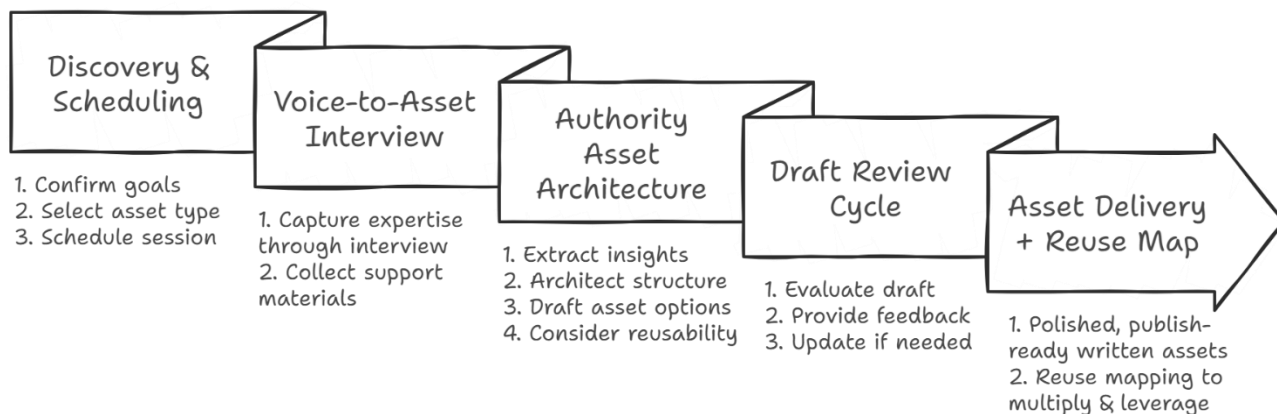 Discovery &
Scheduling
1. Confirm goals
2. Select asset type
3. Schedule session
Voice-to-Asset
Interview
1. Capture expertise
through interview
2. Collect support
materials
Authority
Asset
Architecture
1. Extract insights
2. Architect structure
3. Draft asset options
4. Consider reusability
Draft Review
Cycle
1. Evaluate draft
2. Provide feedback
3. Update if needed
Asset Delivery
+ Reuse Map
1. Polished, publish-
ready written assets
2. Reuse mapping to
multiply & leverage